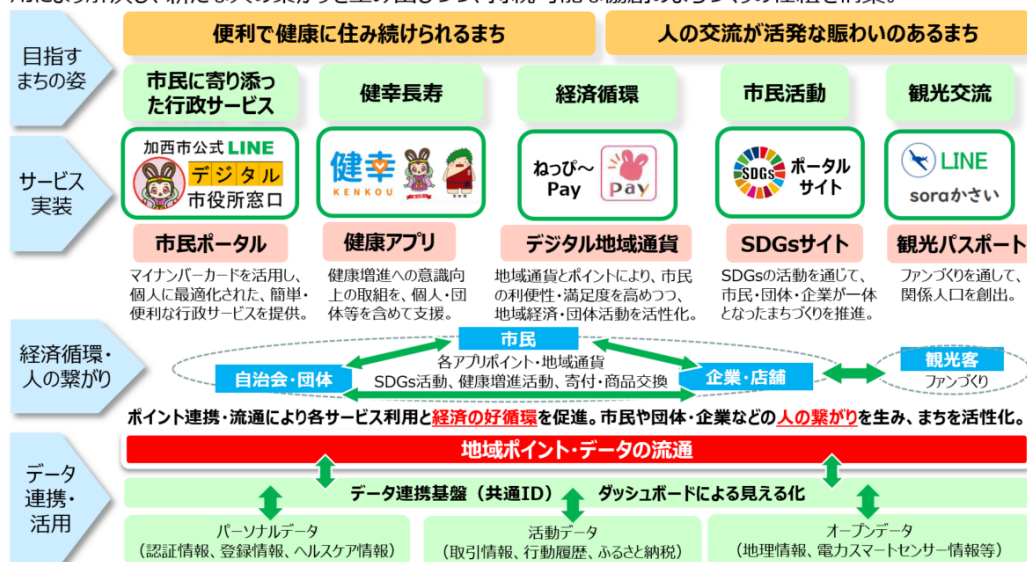 便利で健康に住み続けられるまち
人の交流が活発な賑わいのあるまち
目指す
まちの姿
市民に寄り添っ
た行政サービス
健幸長寿
経済循環
市民活動
観光交流
サービス
実装
加西市公式 LINE
デジタル
市役所窓口
健幸
KENKOU
ねっぴ~
Pay
Pay
SDGs
ポータル
サイト
LINE
soraかさい
市民ポータル
健康アプリ
デジタル地域通貨
SDGsサイト
観光パスポート
マイナンバーカードを活用し、
個人に最適化された、簡単・
便利な行政サービスを提供。
健康増進への意識向
上の取組を、個人・団
体等を含めて支援。
地域通貨とポイントにより、市民
の利便性・満足度を高めつつ、
地域経済・団体活動を活性化。
SDGsの活動を通じて、
市民・団体・企業が一体
となったまちづくりを推進。
ファンづくりを通して、
関係人口を創出。
経済循環・
人の繋がり
市民
各アプリポイント・地域通貨
SDGs活動、健康増進活動、寄付・商品交換
自治会・団体
企業・店舗
観光客
ファンづくり
ポイント連携・流通により各サービス利用と経済の好循環を促進。市民や団体・企業などの人の繋がりを生み、まちを活性化。
データ
連携・
活用
地域ポイント・データの流通
データ連携基盤（共通ID） ダッシュボードによる見える化
パーソナルデータ
（認証情報、登録情報、ヘルスケア情報）
活動データ
（取引情報、行動履歴、ふるさと納税）
オープンデータ
（地理情報、電力スマートセンサー情報等）